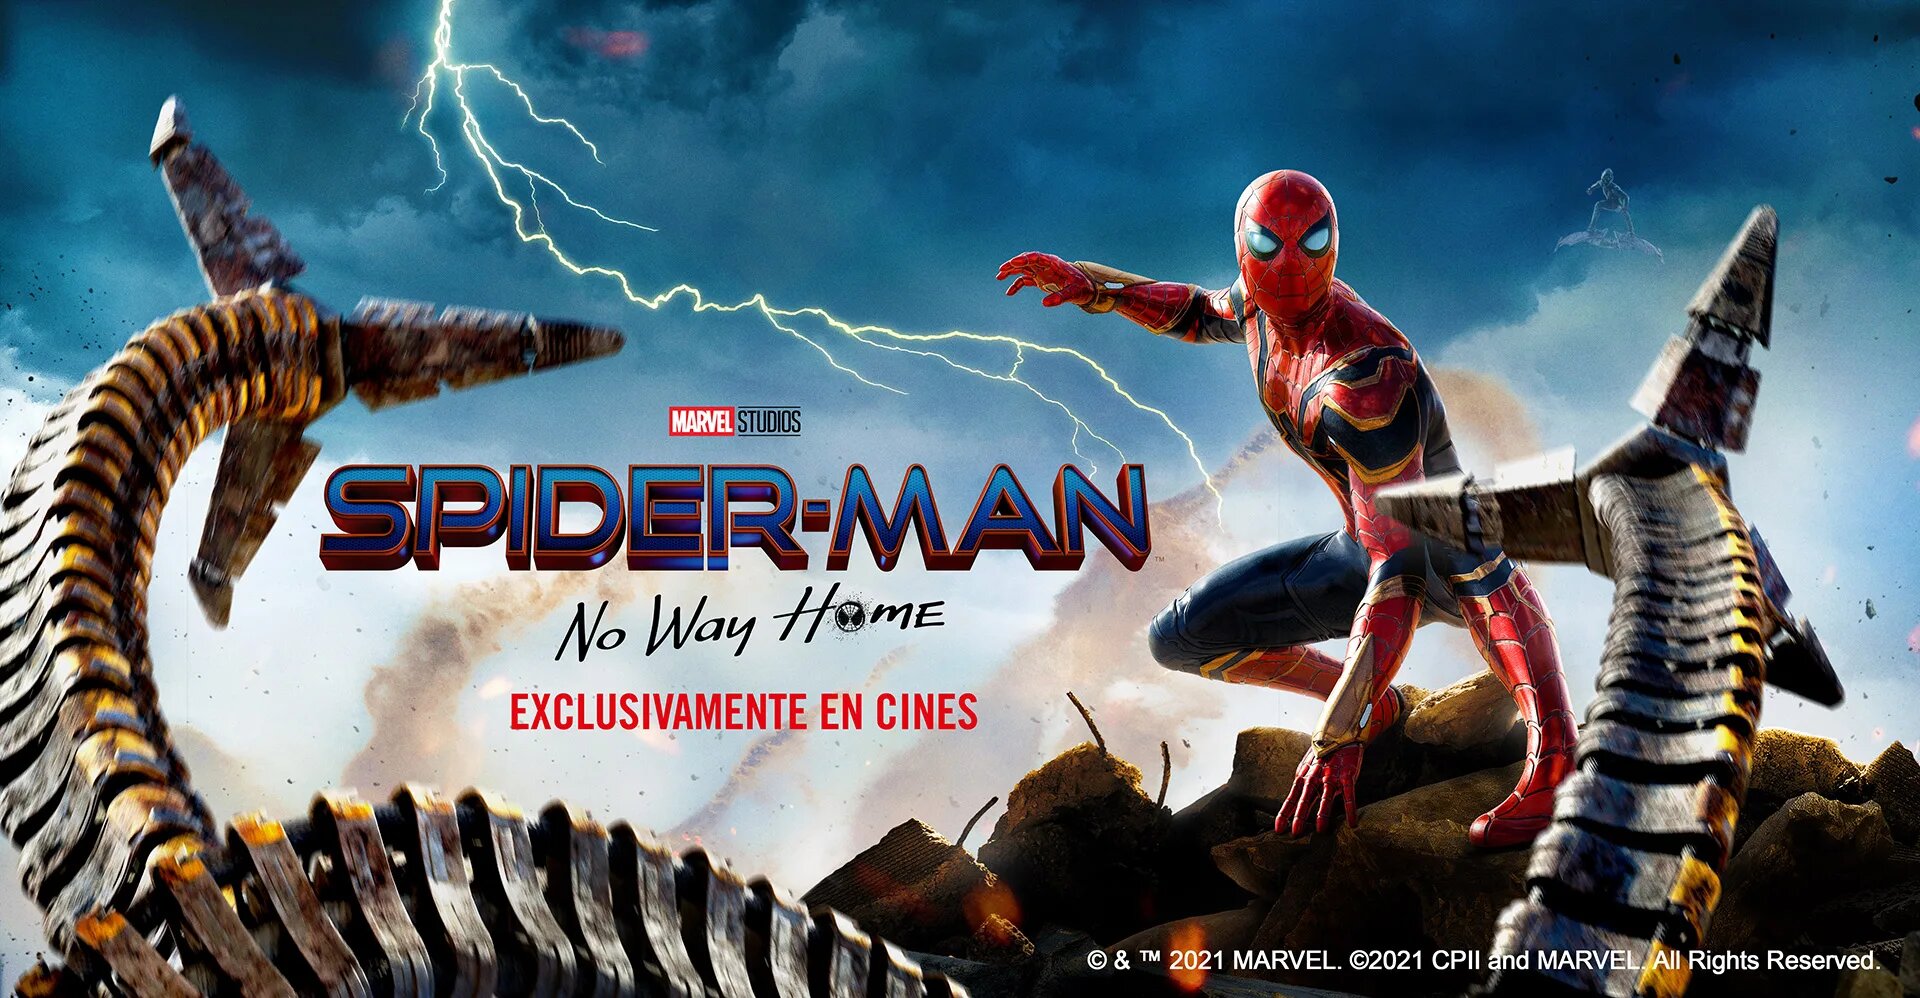 MARVEL STUDIOS
SPIDER-MAN™
No Way Home
EXCLUSIVAMENTE EN CINES
© & ™ 2021 MARVEL. ©2021 CPII and MARVEL. All Rights Reserved.